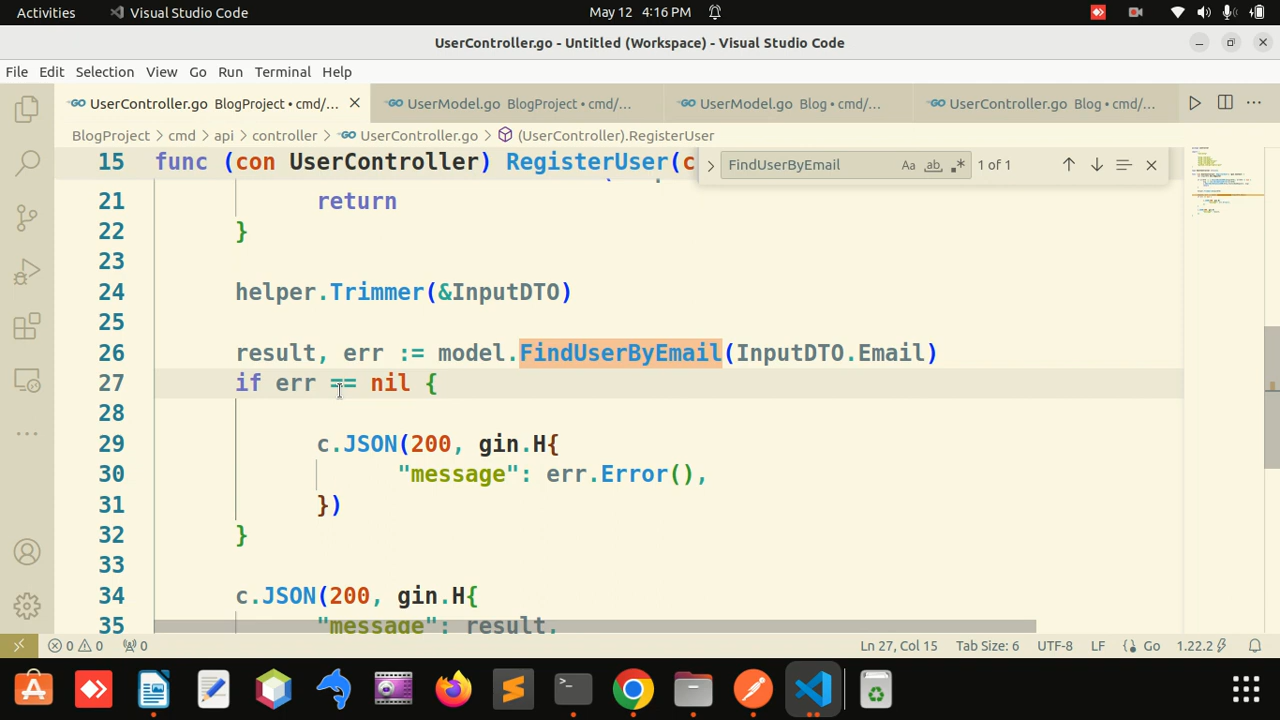 Activities Visual Studio Code May 12 4:16 PM
UserController.go - Untitled (Workspace) - Visual Studio Code
File Edit Selection View Go Run Terminal Help
UserController.go BlogProject • cmd/... UserModel.go BlogProject • cmd/... UserModel.go Blog • cmd/... UserController.go Blog • cmd/...
BlogProject > cmd > api > controller > UserController.go > (UserController).RegisterUser
15 func (con UserController) RegisterUser(c
FindUserByEmail Aa ab 1 of 1
21 return
22 }
23
24 helper.Trimmer(&InputDTO)
25
26 result, err := model.FindUserByEmail(InputDTO.Email)
27 if err == nil {
28
29 c.JSON(200, gin.H{
30 "message": err.Error(),
31 })
32 }
33
34 c.JSON(200, gin.H{
35 "message": result,
0 0 0 Ln 27, Col 15 Tab Size: 6 UTF-8 LF {} Go 1.22.2